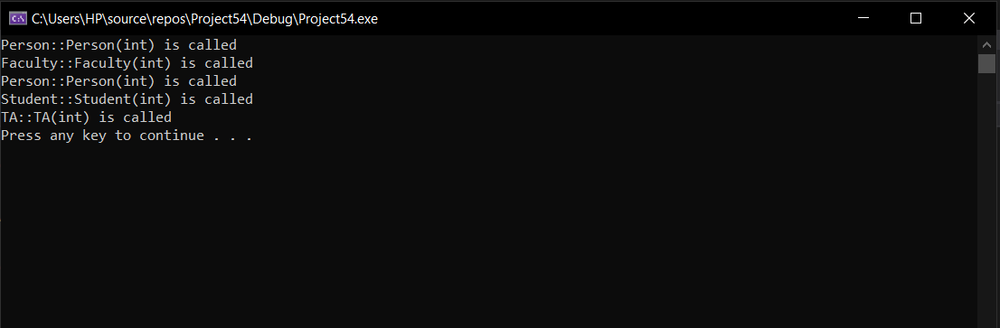 C:\Users\HP\source\repos\Project54\Debug\Project54.exe
Person::Person(int) is called
Faculty::Faculty(int) is called
Person::Person(int) is called
Student::Student(int) is called
TA::TA(int) is called
Press any key to continue . . .